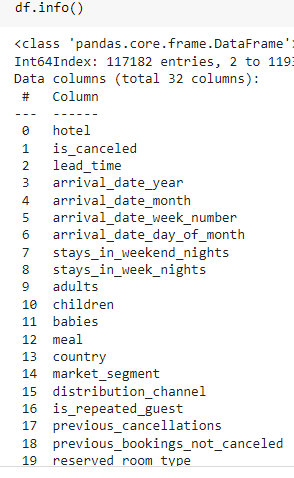 df.info()
<class 'pandas.core.frame.DataFrame'>
Int64Index: 117182 entries, 2 to 119
Data columns (total 32 columns):
# Column
--- ------
0 hotel
1 is_canceled
2 lead_time
3 arrival_date_year
4 arrival_date_month
5 arrival_date_week_number
6 arrival_date_day_of_month
7 stays_in_weekend_nights
8 stays_in_week_nights
9 adults
10 children
11 babies
12 meal
13 country
14 market_segment
15 distribution_channel
16 is_repeated_guest
17 previous_cancellations
18 previous_bookings_not_canceled
19 reserved_room_type